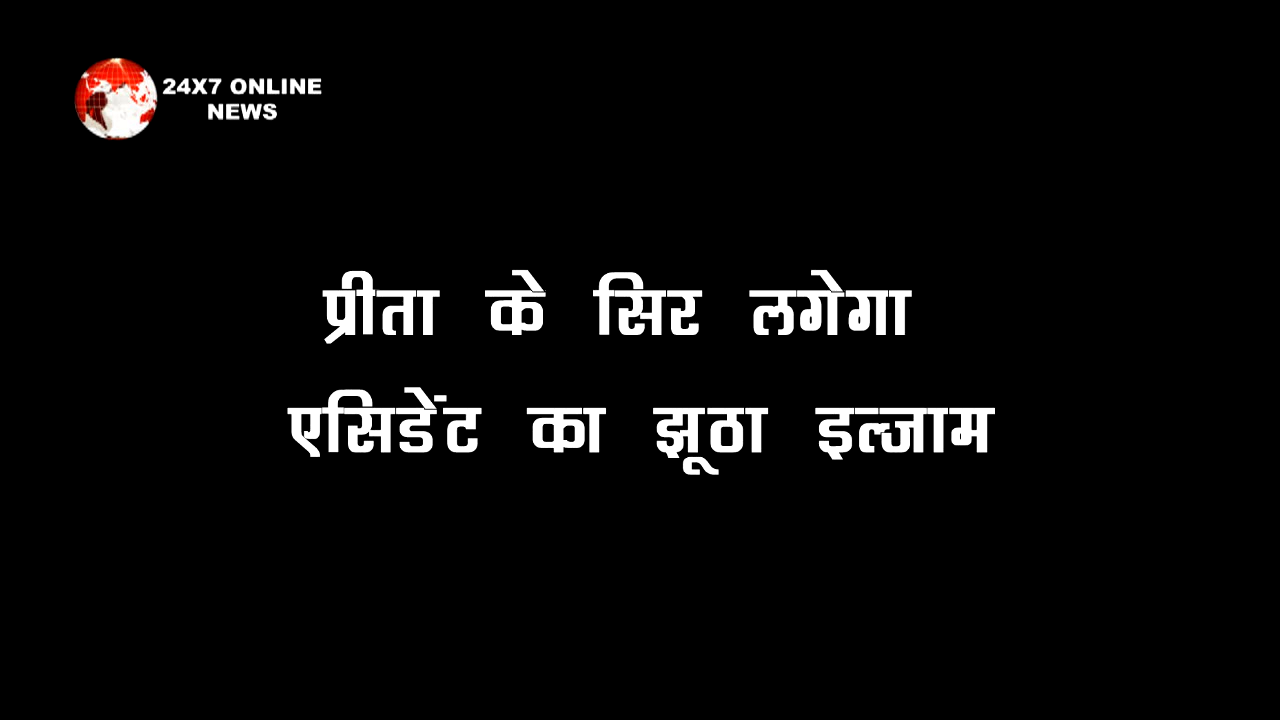 24X7 ONLINE
NEWS
प्रीता के सिर लगेगा
एसिडेंट का झूठा इल्जाम